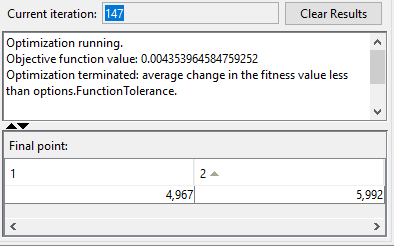 Current iteration: 147 Clear Results
Optimization running.
Objective function value: 0.004353964584759252
Optimization terminated: average change in the fitness value less
than options.FunctionTolerance.
Final point:
1 2
4,967 5,992